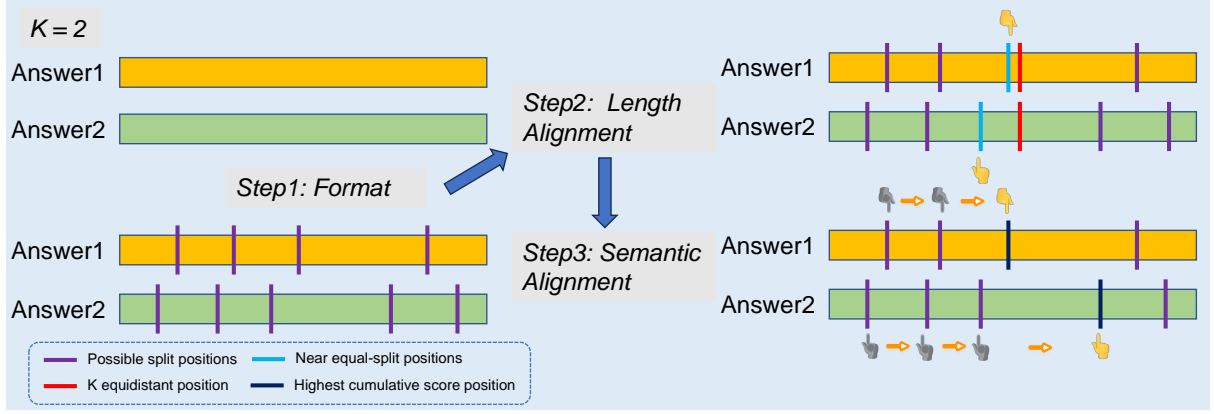 K = 2
Answer1
Answer2
Step1: Format
Answer1
Answer2
Step2: Length
Alignment
Step3: Semantic
Alignment
Answer1
Answer2
Answer1
Answer2
Possible split positions
Near equal-split positions
K equidistant position
Highest cumulative score position